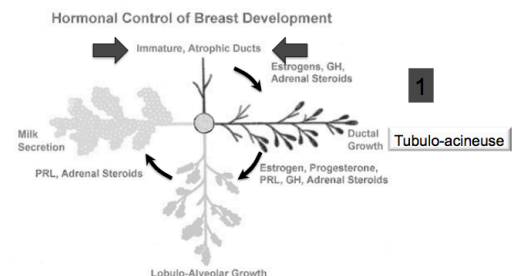 Hormonal Control of Breast Development
Immature, Atrophic Ducts
Estrogens, GH,
Adrenal Steroids
1
Milk
Secretion
Ductal
Growth
Tubulo-acineuse
PRL, Adrenal Steroids
Estrogen, Progesterone,
PRL, GH, Adrenal Steroids
Lobulo-Alveolar Growth